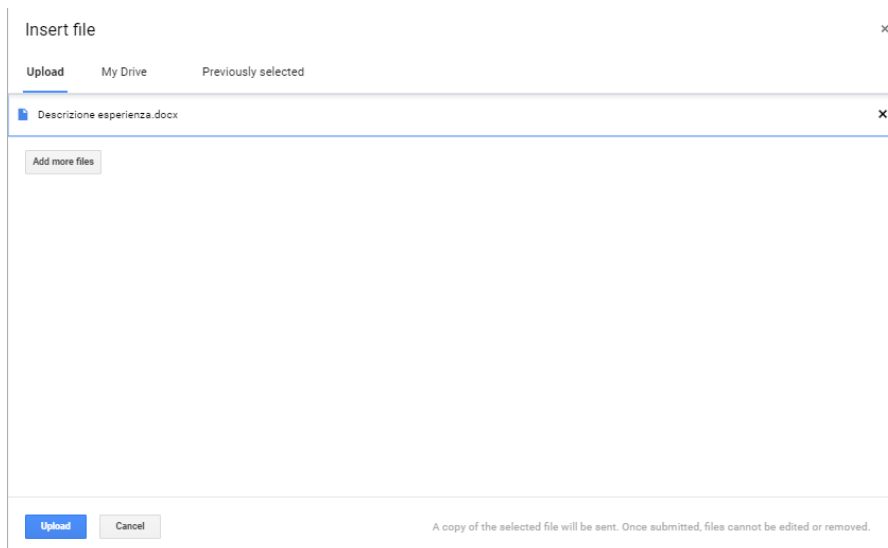 Insert file
×
Upload My Drive Previously selected
Descrizione esperienza.docx ×
Add more files
Upload Cancel A copy of the selected file will be sent. Once submitted, files cannot be edited or removed.